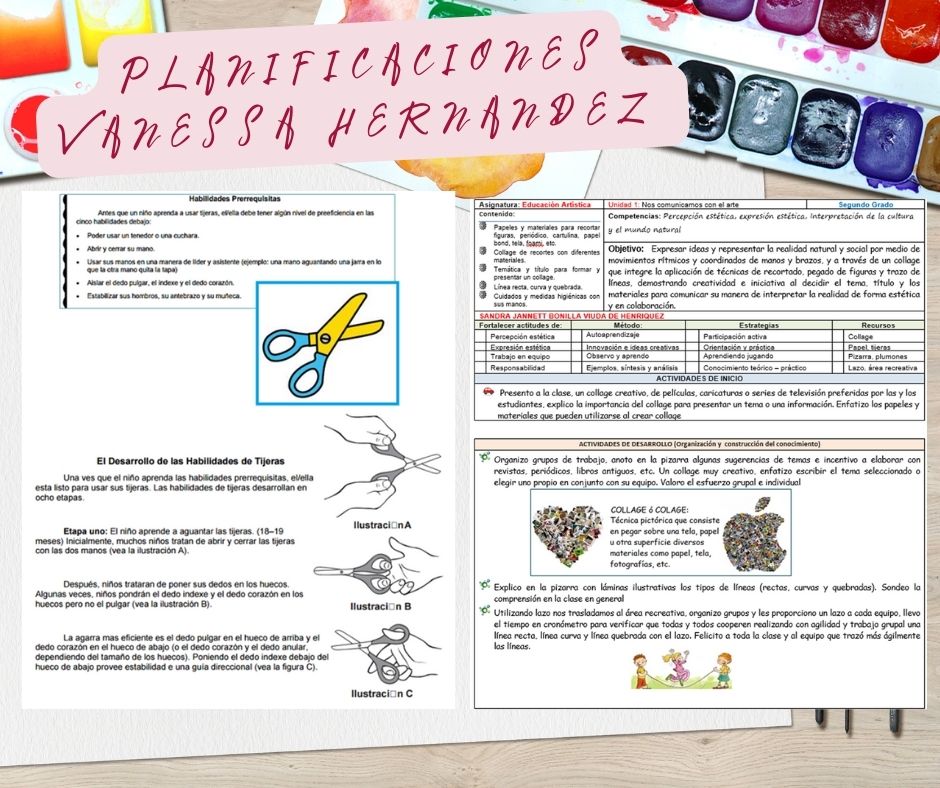 PLANIFICACIONES
VANESSA HERNANDEZ
Habilidades Prerrequisitas
Antes que un niño aprenda a usar tijeras, el/ella debe tener algún nivel de preeficiencia en las
cinco habilidades debajo:
• Poder usar un tenedor o una cuchara.
• Abrir y cerrar su mano.
• Usar sus manos en una manera de líder y asistente (ejemplo: una mano aguantando una jarra en lo
que la otra mano quita la tapa)
• Aislar el dedo pulgar, el indexe y el dedo corazón.
• Estabilizar sus hombros, su antebrazo y su muñeca.
El Desarrollo de las Habilidades de Tijeras
Una ves que el niño aprenda las habilidades prerrequisitas, el/ella
esta listo para usar sus tijeras. Las habilidades de tijeras desarrollan en
ocho etapas.
Etapa uno: El niño aprende a aguantar las tijeras. (18–19
meses) Inicialmente, muchos niños tratan de abrir y cerrar las tijeras
con las dos manos (vea la ilustración A).
Después, niños trataran de poner sus dedos en los huecos.
Algunas veces, niños pondrán el dedo indexe y el dedo corazón en los
huecos pero no el pulgar (vea la ilustración B).
La agarra mas eficiente es el dedo pulgar en el hueco de arriba y el
dedo corazón en el hueco de abajo (o el dedo corazón y el dedo anular,
dependiendo del tamaño de los huecos). Poniendo el dedo indexe debajo del
hueco de abajo provee estabilidad e una guía direccional (vea la figura C).
Ilustraci□nA
Ilustraci□n B
Ilustraci□n C
Asignatura: Educación Artística
Unidad 1: Nos comunicamos con el arte
Segundo Grado
Contenido:
Papeles y materiales para recortar
figuras, periódico, cartulina, papel
bond, tela, foami, etc.
Collage de recortes con diferentes
materiales.
Temática y título para formar y
presentar un collage.
Línea recta, curva y quebrada.
Cuidados y medidas higiénicas con
sus manos.
Competencias: Percepción estética, expresión estética, Interpretación de la cultura
y el mundo natural
Objetivo: Expresar ideas y representar la realidad natural y social por medio de
movimientos rítmicos y coordinados de manos y brazos, y a través de un collage
que integre la aplicación de técnicas de recortado, pegado de figuras y trazo de
líneas, demostrando creatividad e iniciativa al decidir el tema, título y los
materiales para comunicar su manera de interpretar la realidad de forma estética
y en colaboración.
SANDRA JANNETT BONILLA VIUDA DE HENRIQUEZ
Fortalecer actitudes de: Método: Estrategias Recursos
Percepción estética Autoaprendizaje Participación activa Collage
Expresión estética Innovación e ideas creativas Orientación y práctica Papel, tijeras
Trabajo en equipo Observo y aprendo Aprendiendo jugando Pizarra, plumones
Responsabilidad Ejemplos, síntesis y análisis Conocimiento teórico – práctico Lazo, área recreativa
ACTIVIDADES DE INICIO
Presento a la clase, un collage creativo, de películas, caricaturas o series de televisión preferidas por las y los
estudiantes, explico la importancia del collage para presentar un tema o una información. Enfatizo los papeles y
materiales que pueden utilizarse al crear collage
ACTIVIDADES DE DESARROLLO (Organización y construcción del conocimiento)
Organizo grupos de trabajo, anoto en la pizarra algunas sugerencias de temas e incentivo a elaborar con
revistas, periódicos, libros antiguos, etc. Un collage muy creativo, enfatizo escribir el tema seleccionado o
elegir uno propio en conjunto con su equipo. Valoro el esfuerzo grupal e individual
COLLAGE ó COLAGE:
Técnica pictórica que consiste
en pegar sobre una tela, papel
u otra superficie diversos
materiales como papel, tela,
fotografías, etc.
Explico en la pizarra con láminas ilustrativas los tipos de líneas (rectas, curvas y quebradas). Sondeo la
comprensión en la clase en general
Utilizando lazo nos trasladamos al área recreativa, organizo grupos y les proporciono un lazo a cada equipo, llevo
el tiempo en cronómetro para verificar que todas y todos cooperen realizando con agilidad y trabajo grupal una
línea recta, línea curva y línea quebrada con el lazo. Felicito a toda la clase y al equipo que trazó más ágilmente
las líneas.